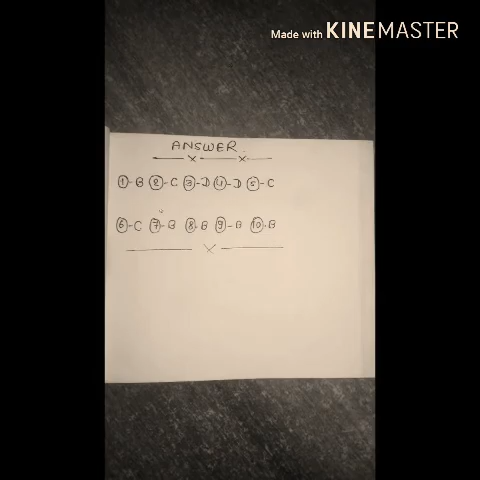 Made with KINEMASTER
ANSWER.
①-B ②-C ③-D ④-D ⑤-C
⑥-C ⑦-B ⑧-B ⑨-B ⑩-B